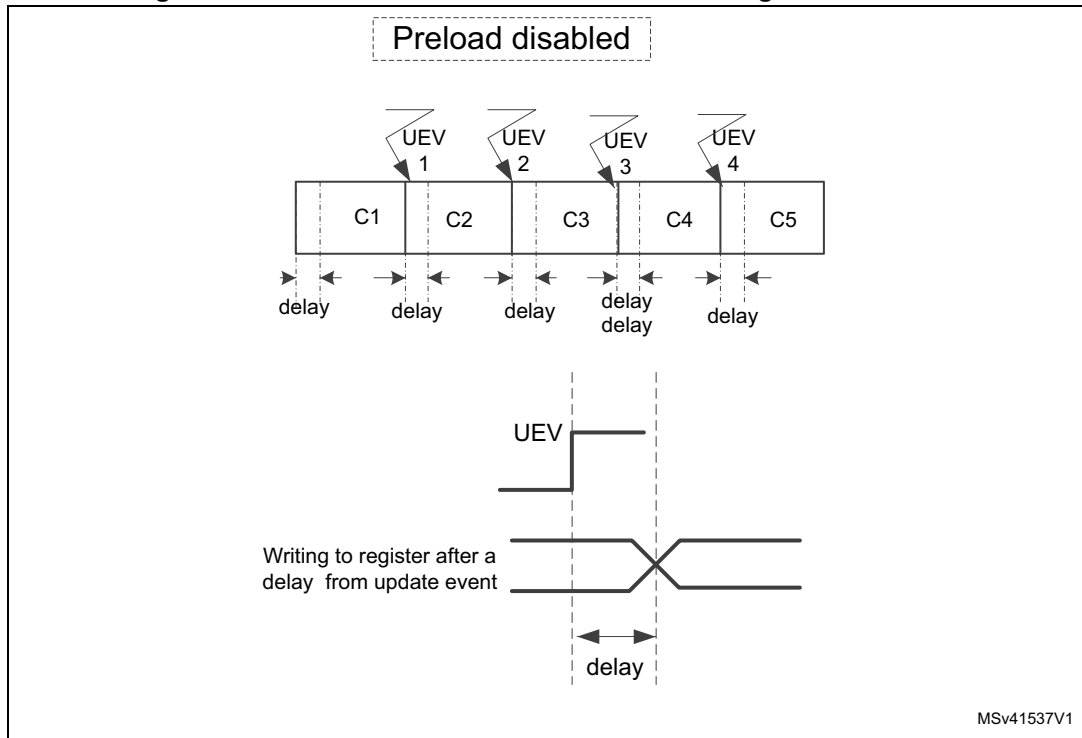 Preload disabled
UEV UEV UEV UEV
1 2 3 4
C1 C2 C3 C4 C5
delay delay delay delay delay
delay
UEV
Writing to register after a
delay from update event
delay
MSv41537V1